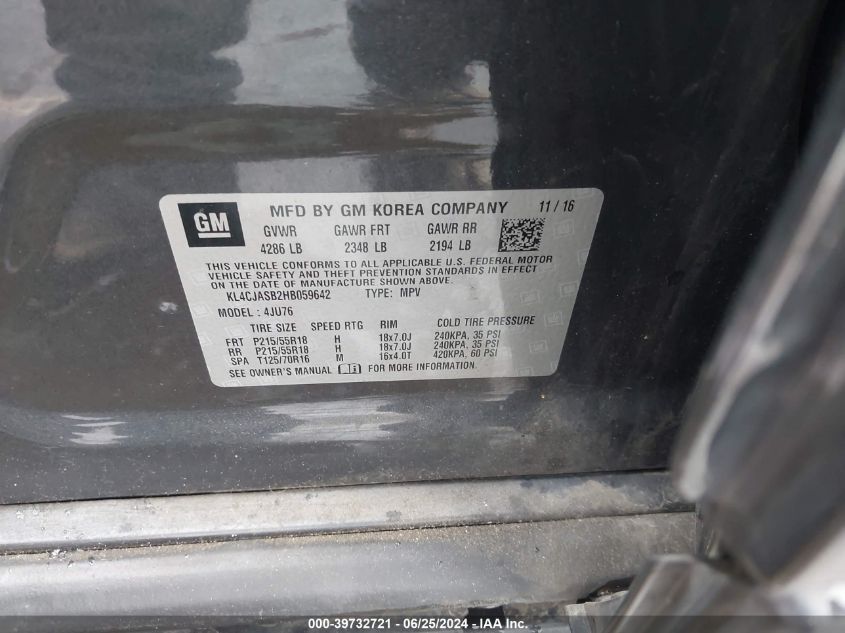 GM
MFD BY GM KOREA COMPANY 11 / 16
GVWR GAWR FRT GAWR RR
4286 LB 2348 LB 2194 LB
THIS VEHICLE CONFORMS TO ALL APPLICABLE U.S. FEDERAL MOTOR
VEHICLE SAFETY AND THEFT PREVENTION STANDARDS IN EFFECT
ON THE DATE OF MANUFACTURE SHOWN ABOVE.
KL4CJASB2HB059642 TYPE: MPV
MODEL : 4JU76
TIRE SIZE SPEED RTG RIM COLD TIRE PRESSURE
FRT P215/55R18 H 18x7.0J 240KPA, 35 PSI
RR P215/55R18 H 18x7.0J 240KPA, 35 PSI
SPA T125/70R16 M 16x4.0T 420KPA, 60 PSI
SEE OWNER'S MANUAL FOR MORE INFORMATION.
000-39732721 - 06/25/2024 - IAA Inc.